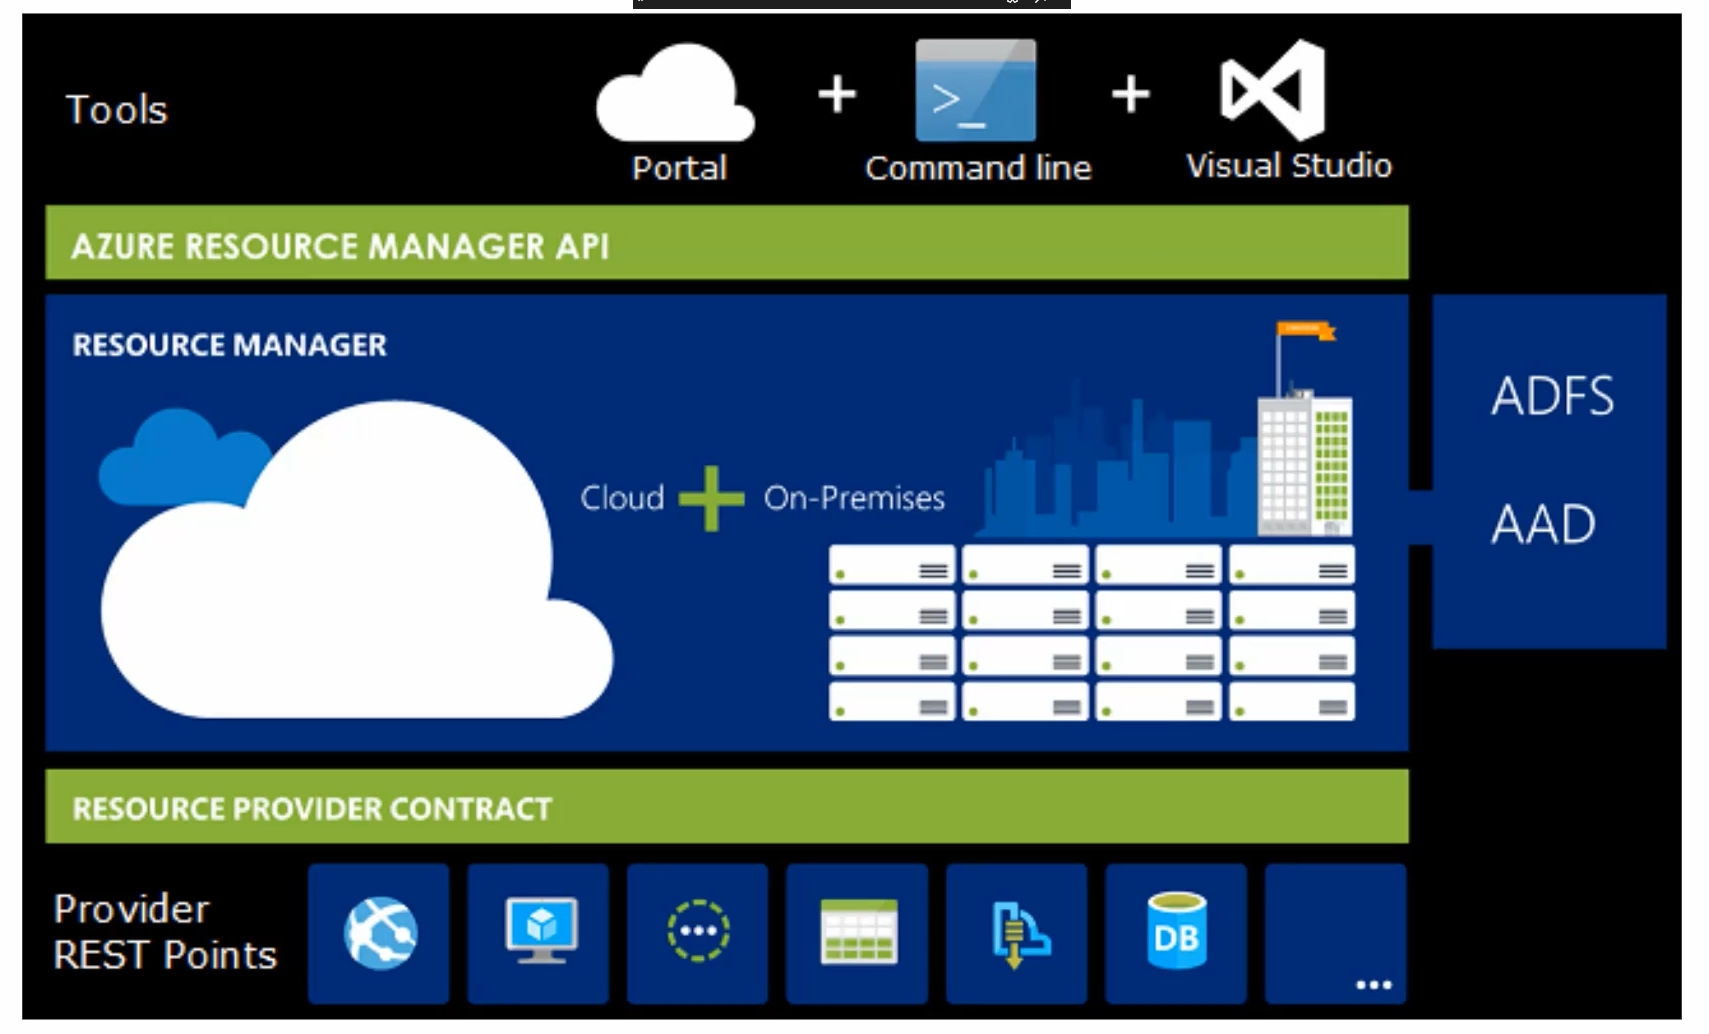 Tools
Portal
Command line
Visual Studio
AZURE RESOURCE MANAGER API
RESOURCE MANAGER
Cloud
On-Premises
ADFS
AAD
RESOURCE PROVIDER CONTRACT
Provider
REST Points
DB